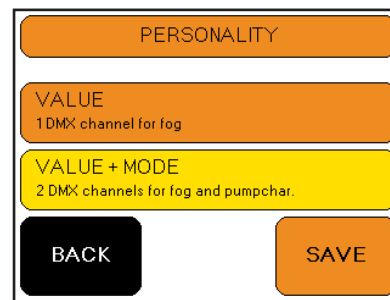 PERSONALITY
VALUE
1 DMX channel for fog
VALUE + MODE
2 DMX channels for fog and pumpchar.
BACK
SAVE